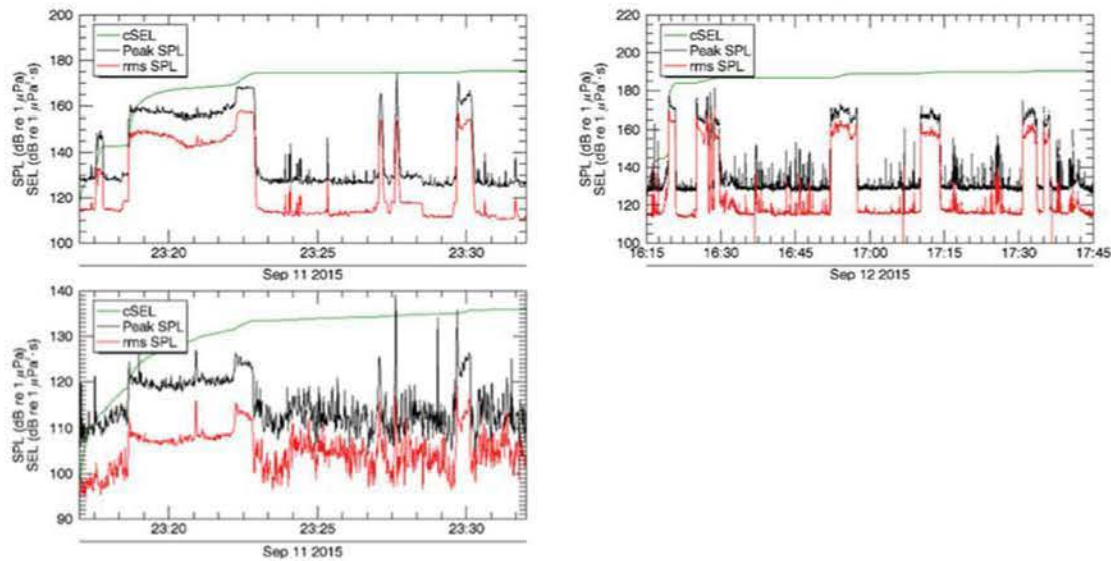 SPL (dB re 1 µPa)
SEL (dB re 1 µPa²·s)
200
180
160
140
120
100
cSEL
Peak SPL
rms SPL
23:20
23:25
23:30
Sep 11 2015
SPL (dB re 1 µPa)
SEL (dB re 1 µPa²·s)
220
200
180
160
140
120
100
cSEL
Peak SPL
rms SPL
16:15
16:30
16:45
17:00
17:15
17:30
17:45
Sep 12 2015
SPL (dB re 1 µPa)
SEL (dB re 1 µPa²·s)
140
130
120
110
100
90
cSEL
Peak SPL
rms SPL
23:20
23:25
23:30
Sep 11 2015